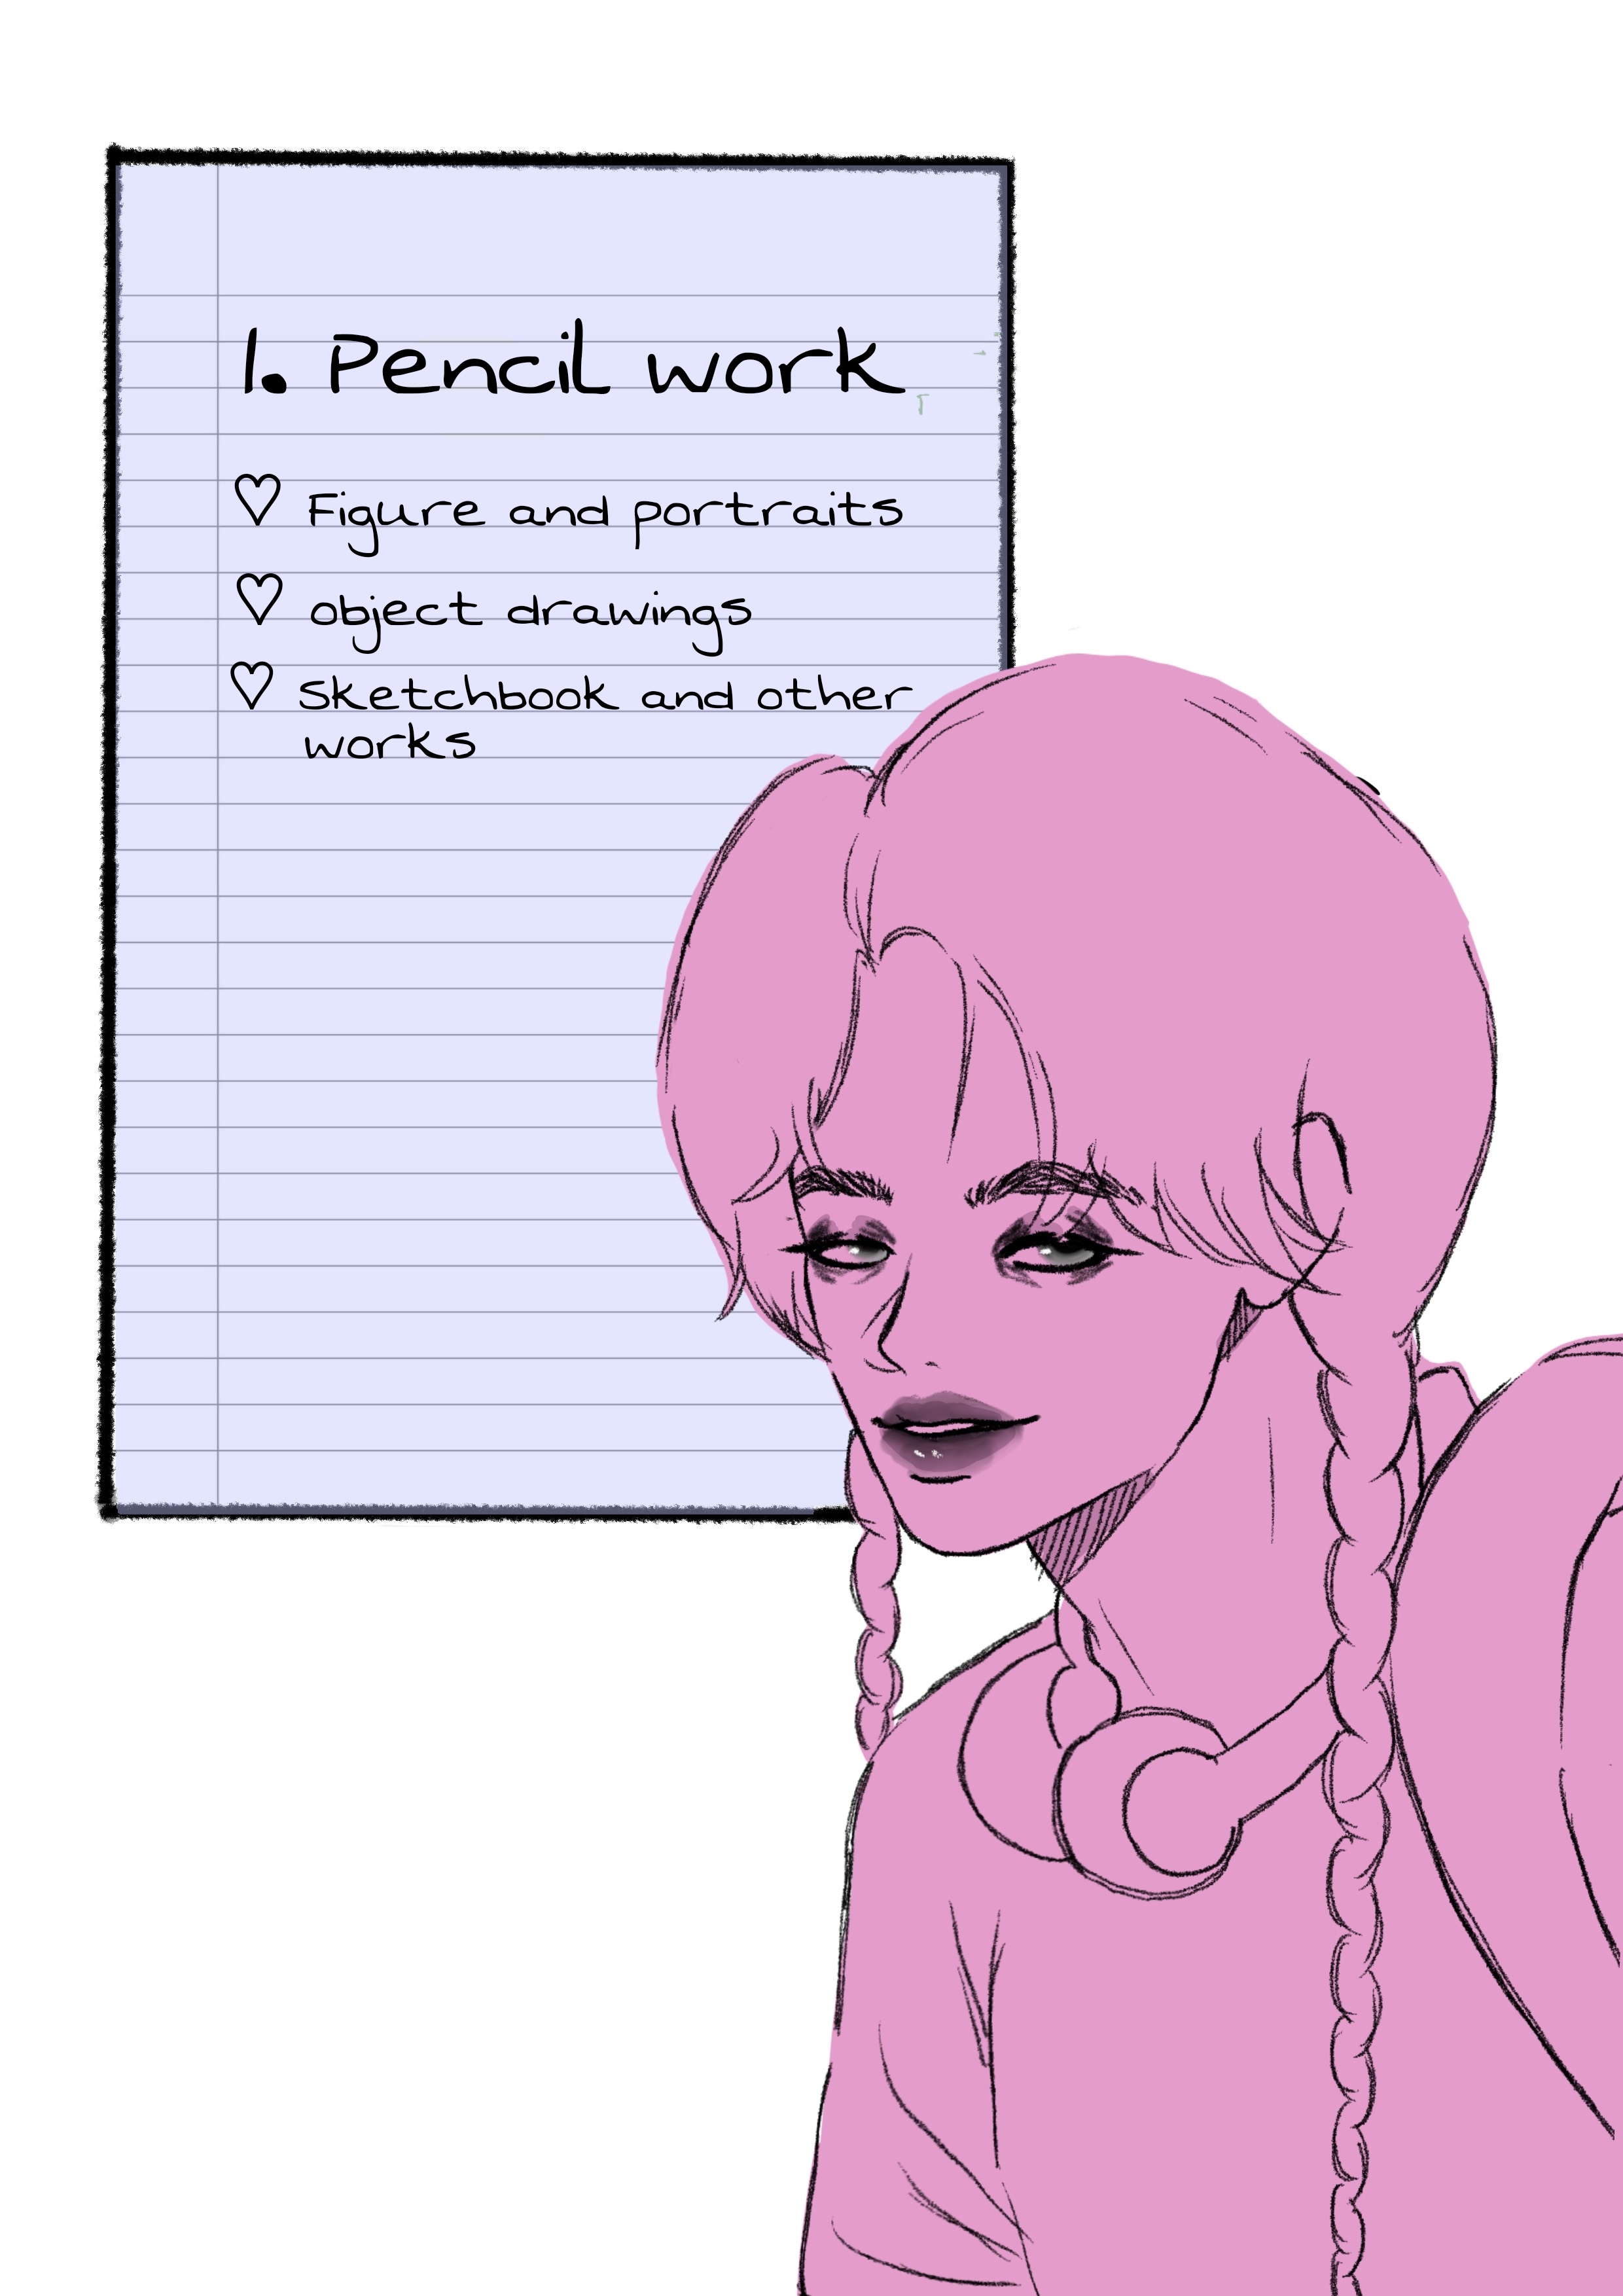 1. Pencil work
♡ Figure and portraits
♡ object drawings
♡ Sketchbook and other
works